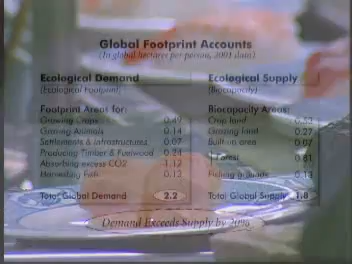 Global Footprint Accounts
(In global hectares per person, 2001 data)
Ecological Demand
(Ecological Footprint)
Footprint Areas for:
Growing Crops 0.49
Grazing Animals 0.14
Settlements & Infrastructures 0.07
Producing Timber & Fuelwood 0.24
Absorbing excess CO2 1.12
Harvesting Fish 0.12
Total Global Demand 2.2
Ecological Supply
(Biocapacity)
Biocapacity Areas:
Crop land
Grazing land 0.27
Built-up area 0.07
Forest 0.81
Fishing grounds 0.13
Total Global Supply 1.8
Demand Exceeds Supply by 20%